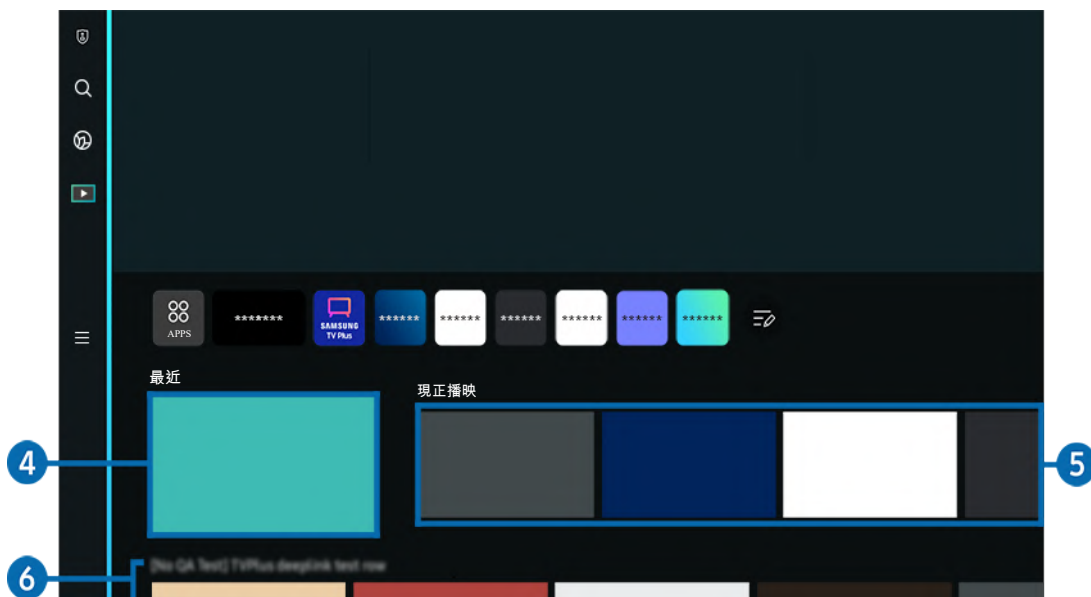 APPS
*******
SAMSUNG
TV Plus
******
******
******
******
******
******
最近
現正播映
4
5
[No QA Test] TVPlus deeplink test row
6